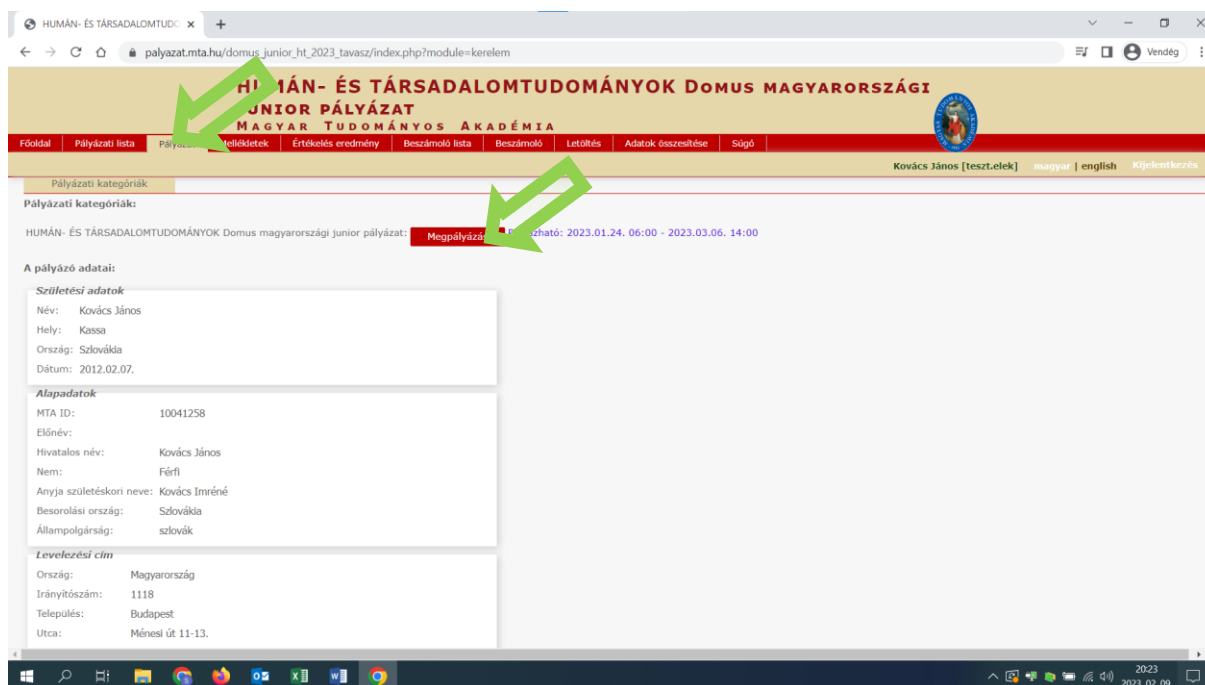 HUMÁN- ÉS TÁRSADALOMTUDO
palyazat.mta.hu/domus_junior_ht_2023_tavasz/index.php?module=kerelem
Vendég
HUMÁN- ÉS TÁRSADALOMTUDOMÁNYOK DOMUS MAGYARORSZÁGI
JUNIOR PÁLYÁZAT
MAGYAR TUDOMÁNYOS AKADÉMIA
Főoldal Pályázati lista Mellékletek Értékelés eredmény Beszámoló lista Beszámoló Letöltés Adatok összesítése Súgó
Kovács János [teszt.elek] magyar | english Kijelentkezés
Pályázati kategóriák
Pályázati kategóriák:
HUMÁN- ÉS TÁRSADALOMTUDOMÁNYOK Domus magyarországi junior pályázat: Megpályázás 2023.01.24. 06:00 - 2023.03.06. 14:00
A pályázó adatai:
Születési adatok
Név: Kovács János
Hely: Kassa
Ország: Szlovákia
Dátum: 2012.02.07.
Alapadatok
MTA ID: 10041258
Előnév:
Hivatalos név: Kovács János
Nem: Férfi
Anyja születéskori neve: Kovács Imréné
Besorolási ország: Szlovákia
Állampolgárság: szlovák
Levelezési cím
Ország: Magyarország
Irányítószám: 1118
Település: Budapest
Utca: Ménesi út 11-13.
20:23
2023. 02. 09.